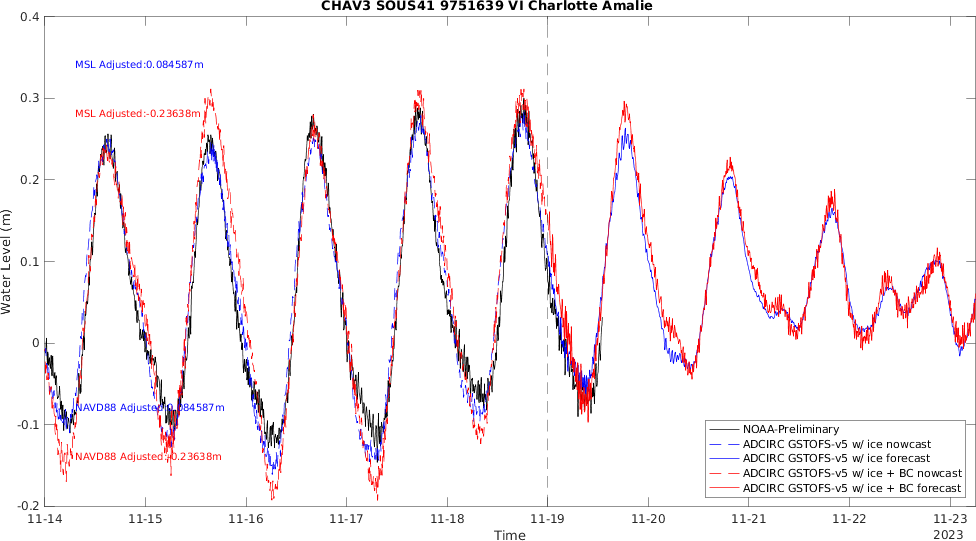 CHAV3 SOUS41 9751639 VI Charlotte Amalie
0.4
MSL Adjusted:0.084587m
0.3
MSL Adjusted:-0.23638m
0.2
0.1
Water Level (m)
0
NAVD88 Adjusted:0.084587m
-0.1
NOAA-Preliminary
ADCIRC GSTOFS-v5 w/ ice nowcast
NAVD88 Adjusted:-0.23638m
ADCIRC GSTOFS-v5 w/ ice forecast
ADCIRC GSTOFS-v5 w/ ice + BC nowcast
ADCIRC GSTOFS-v5 w/ ice + BC forecast
-0.2
11-14 11-15 11-16 11-17 11-18 11-19 11-20 11-21 11-22 11-23
Time 2023